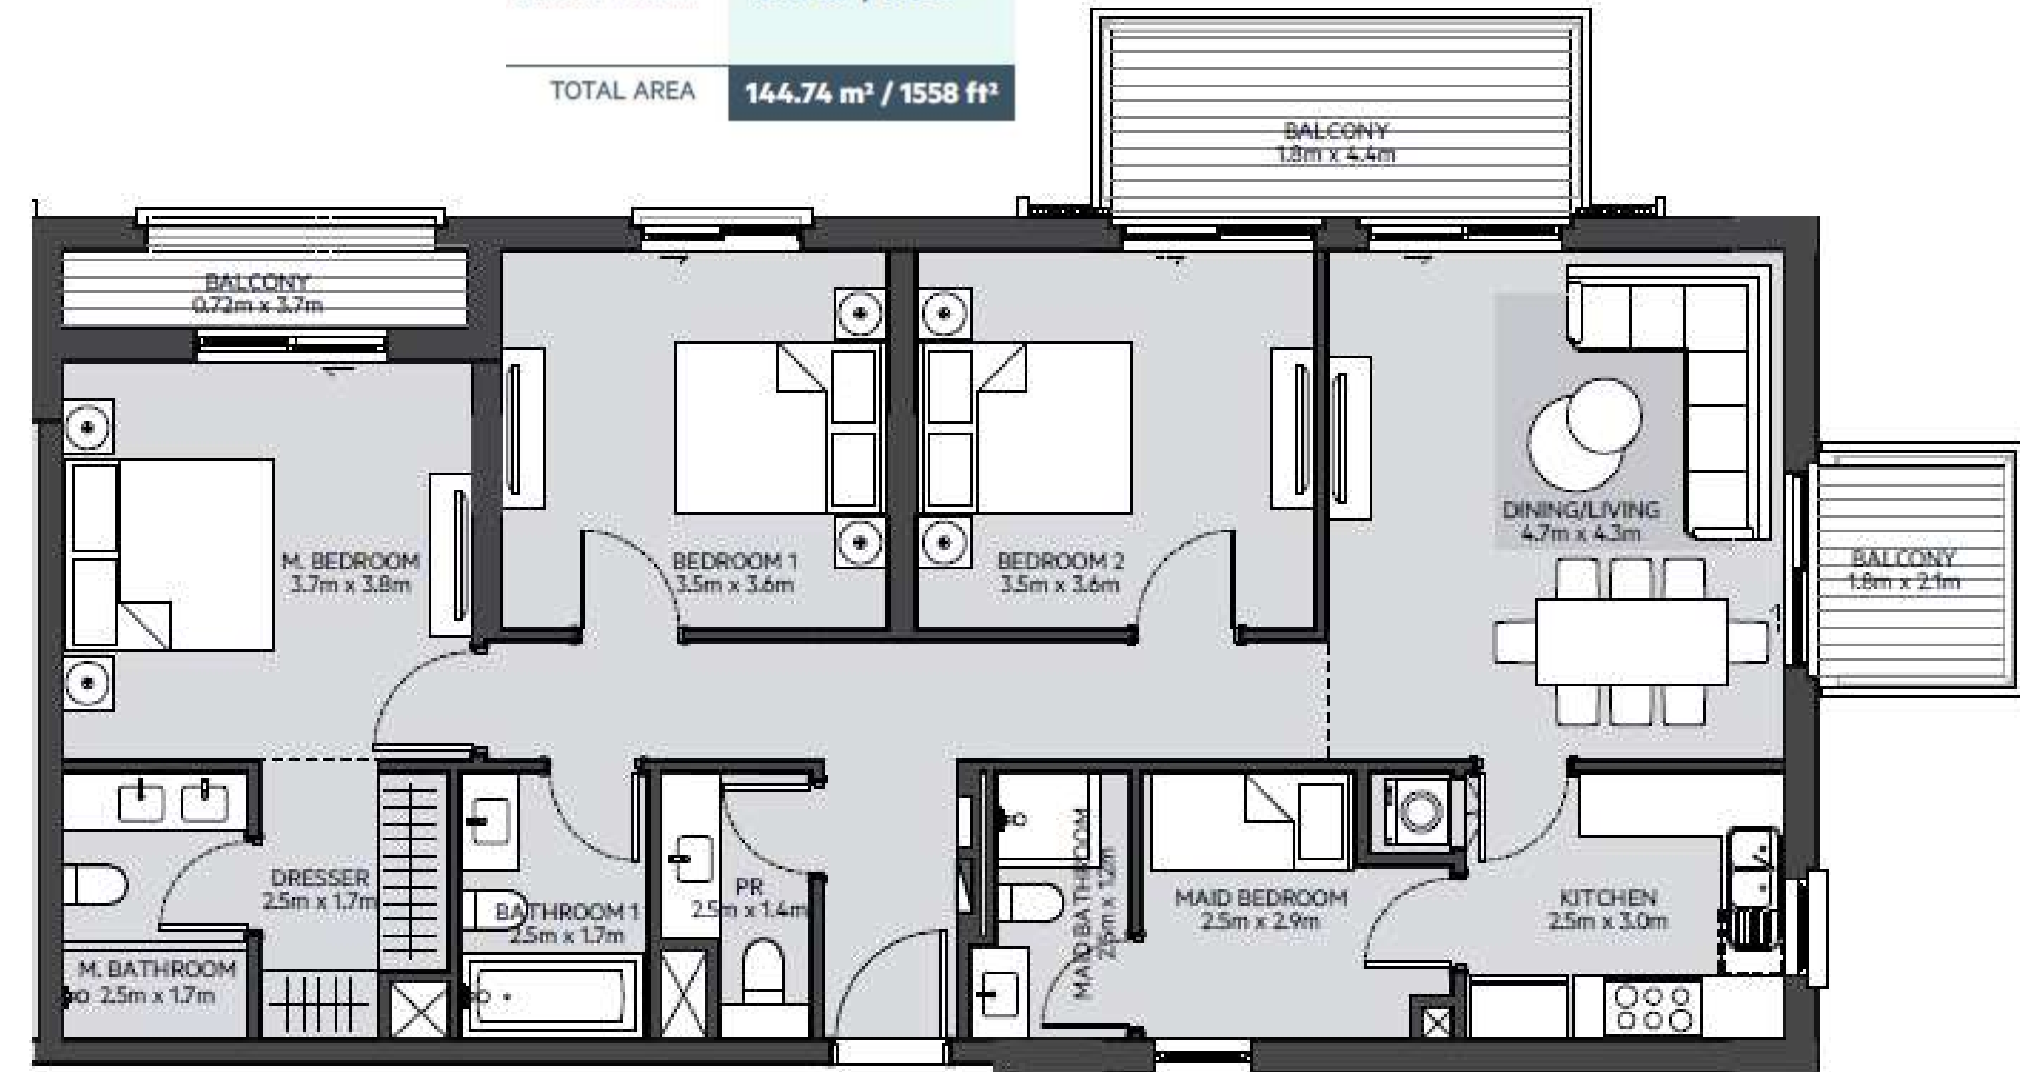 TOTAL AREA
144.74 m² / 1558 ft²
BALCONY
1.8m x 4.4m
BALCONY
0.72m x 3.7m
M. BEDROOM
3.7m x 3.8m
BEDROOM 1
3.5m x 3.6m
BEDROOM 2
3.5m x 3.6m
DINING/LIVING
4.7m x 4.3m
BALCONY
1.8m x 2.1m
DRESSER
2.5m x 1.7m
M. BATHROOM
2.5m x 1.7m
BATHROOM 1
2.5m x 1.7m
PR
2.5m x 1.4m
MAID BATHROOM
2.5m x 1.2m
MAID BEDROOM
2.5m x 2.9m
KITCHEN
2.5m x 3.0m